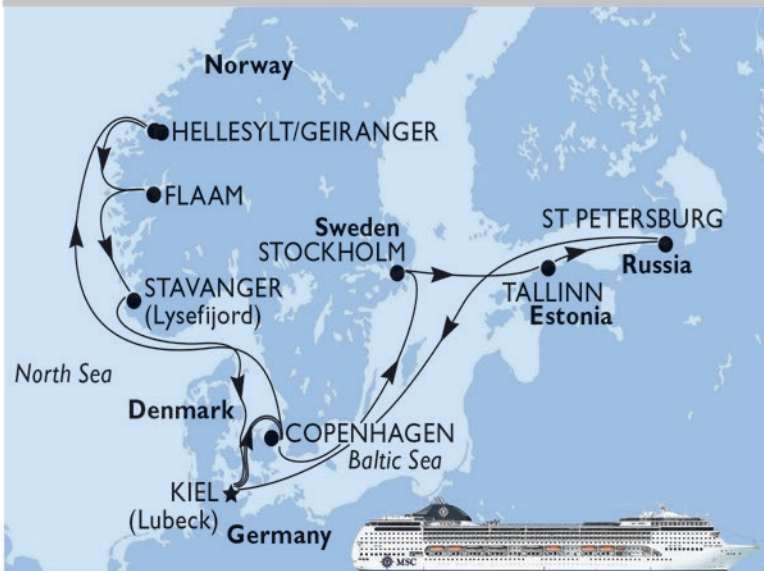 Norway
HELLESYLT/GEIRANGER
FLAAM
ST PETERSBURG
Sweden
STOCKHOLM
Russia
STAVANGER
(Lysefijord)
TALLINN
Estonia
North Sea
Denmark
COPENHAGEN
Baltic Sea
KIEL
(Lubeck)
Germany
MSC